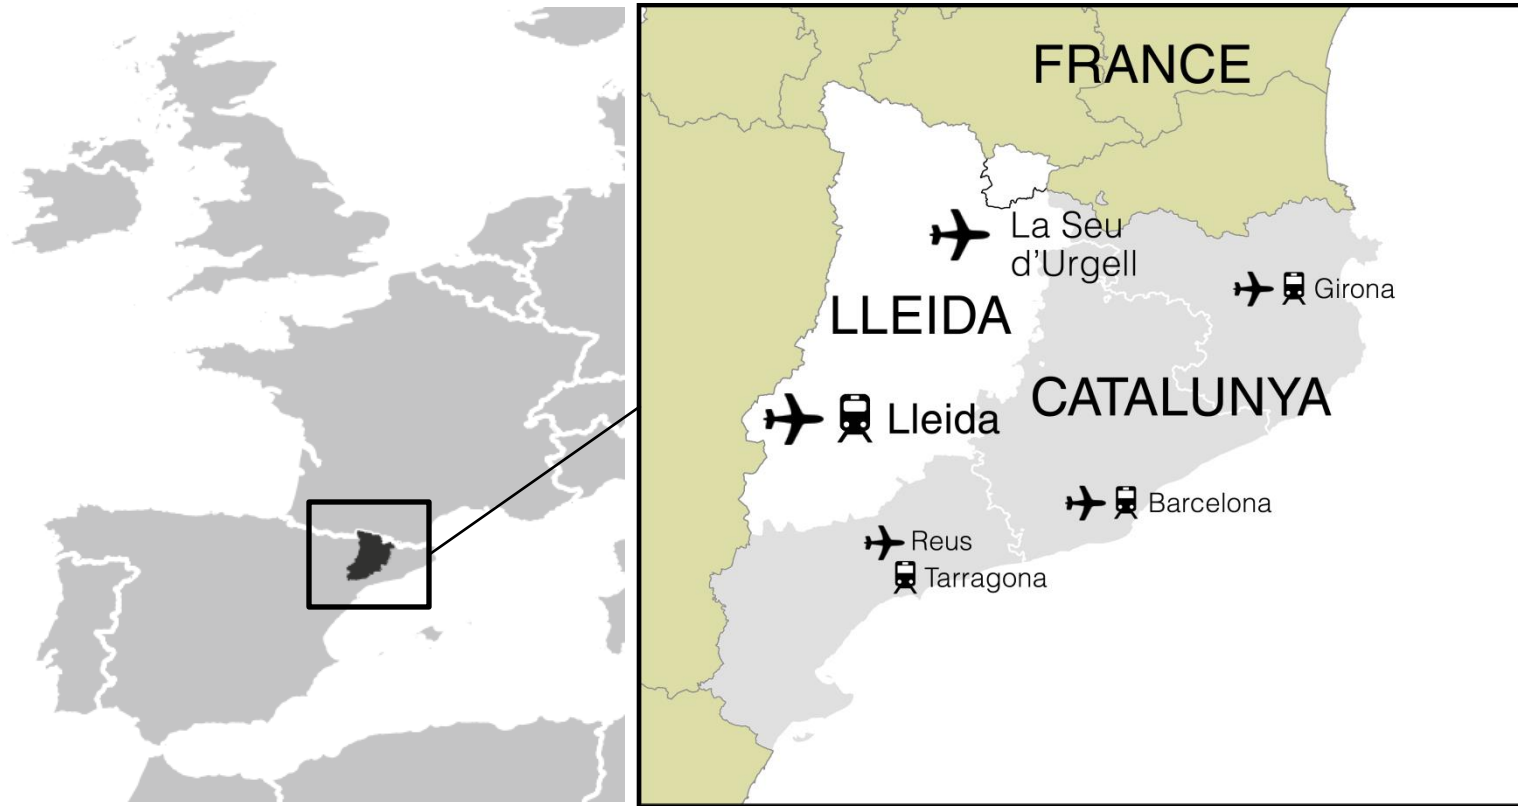 FRANCE
La Seu
d’Urgell
Girona
LLEIDA
CATALUNYA
Lleida
Barcelona
Reus
Tarragona